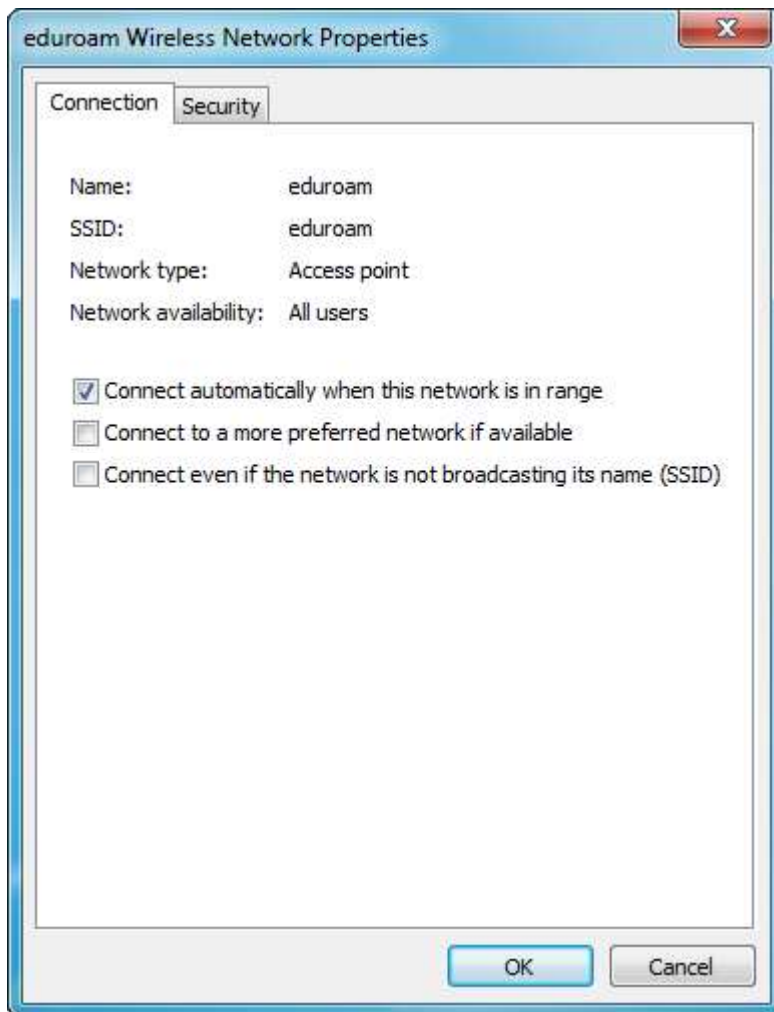 eduroam Wireless Network Properties
Connection Security
Name: eduroam
SSID: eduroam
Network type: Access point
Network availability: All users
Connect automatically when this network is in range
Connect to a more preferred network if available
Connect even if the network is not broadcasting its name (SSID)
OK Cancel